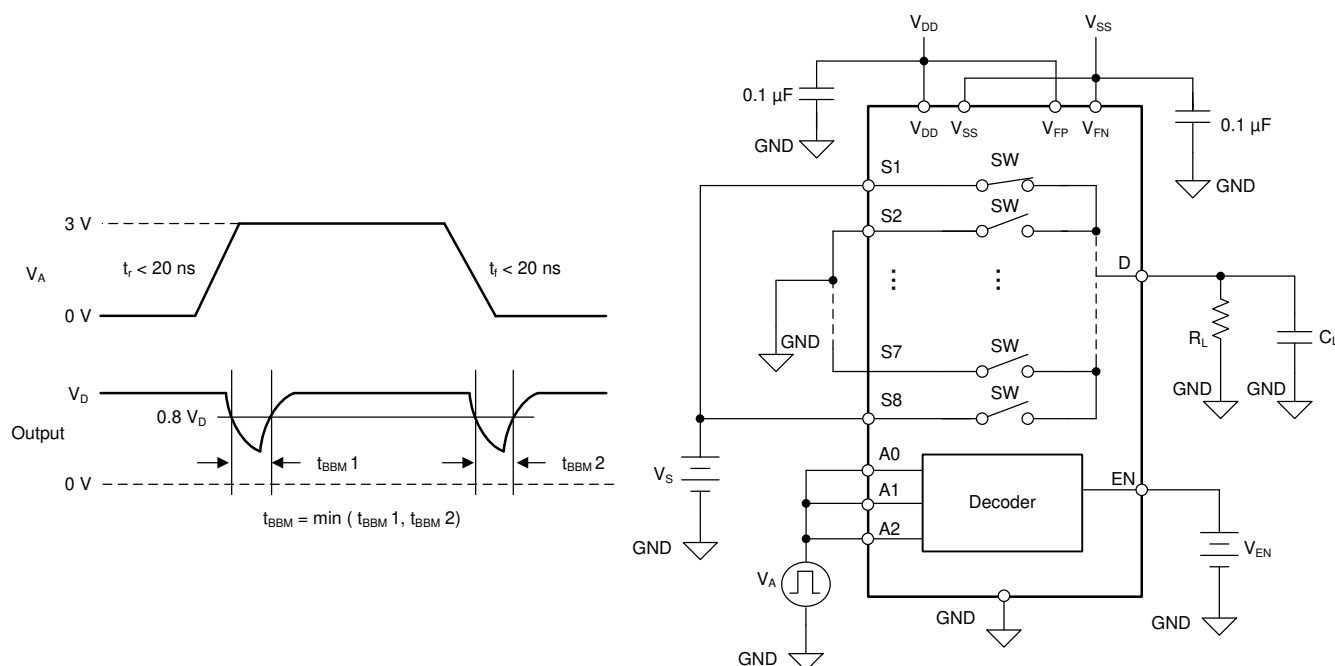 3 V
V_A
t_r < 20 ns
t_f < 20 ns
0 V
V_D
0.8 V_D
Output
t_BBM 1
t_BBM 2
0 V
t_BBM = min ( t_BBM 1, t_BBM 2)
V_DD
V_SS
0.1 µF
0.1 µF
GND
GND
V_DD
V_SS
V_FP
V_FN
S1
SW
S2
SW
⋮
⋮
D
GND
S7
SW
R_L
C_L
GND
GND
S8
SW
V_S
GND
A0
A1
A2
Decoder
EN
V_EN
V_A
GND
GND
GND